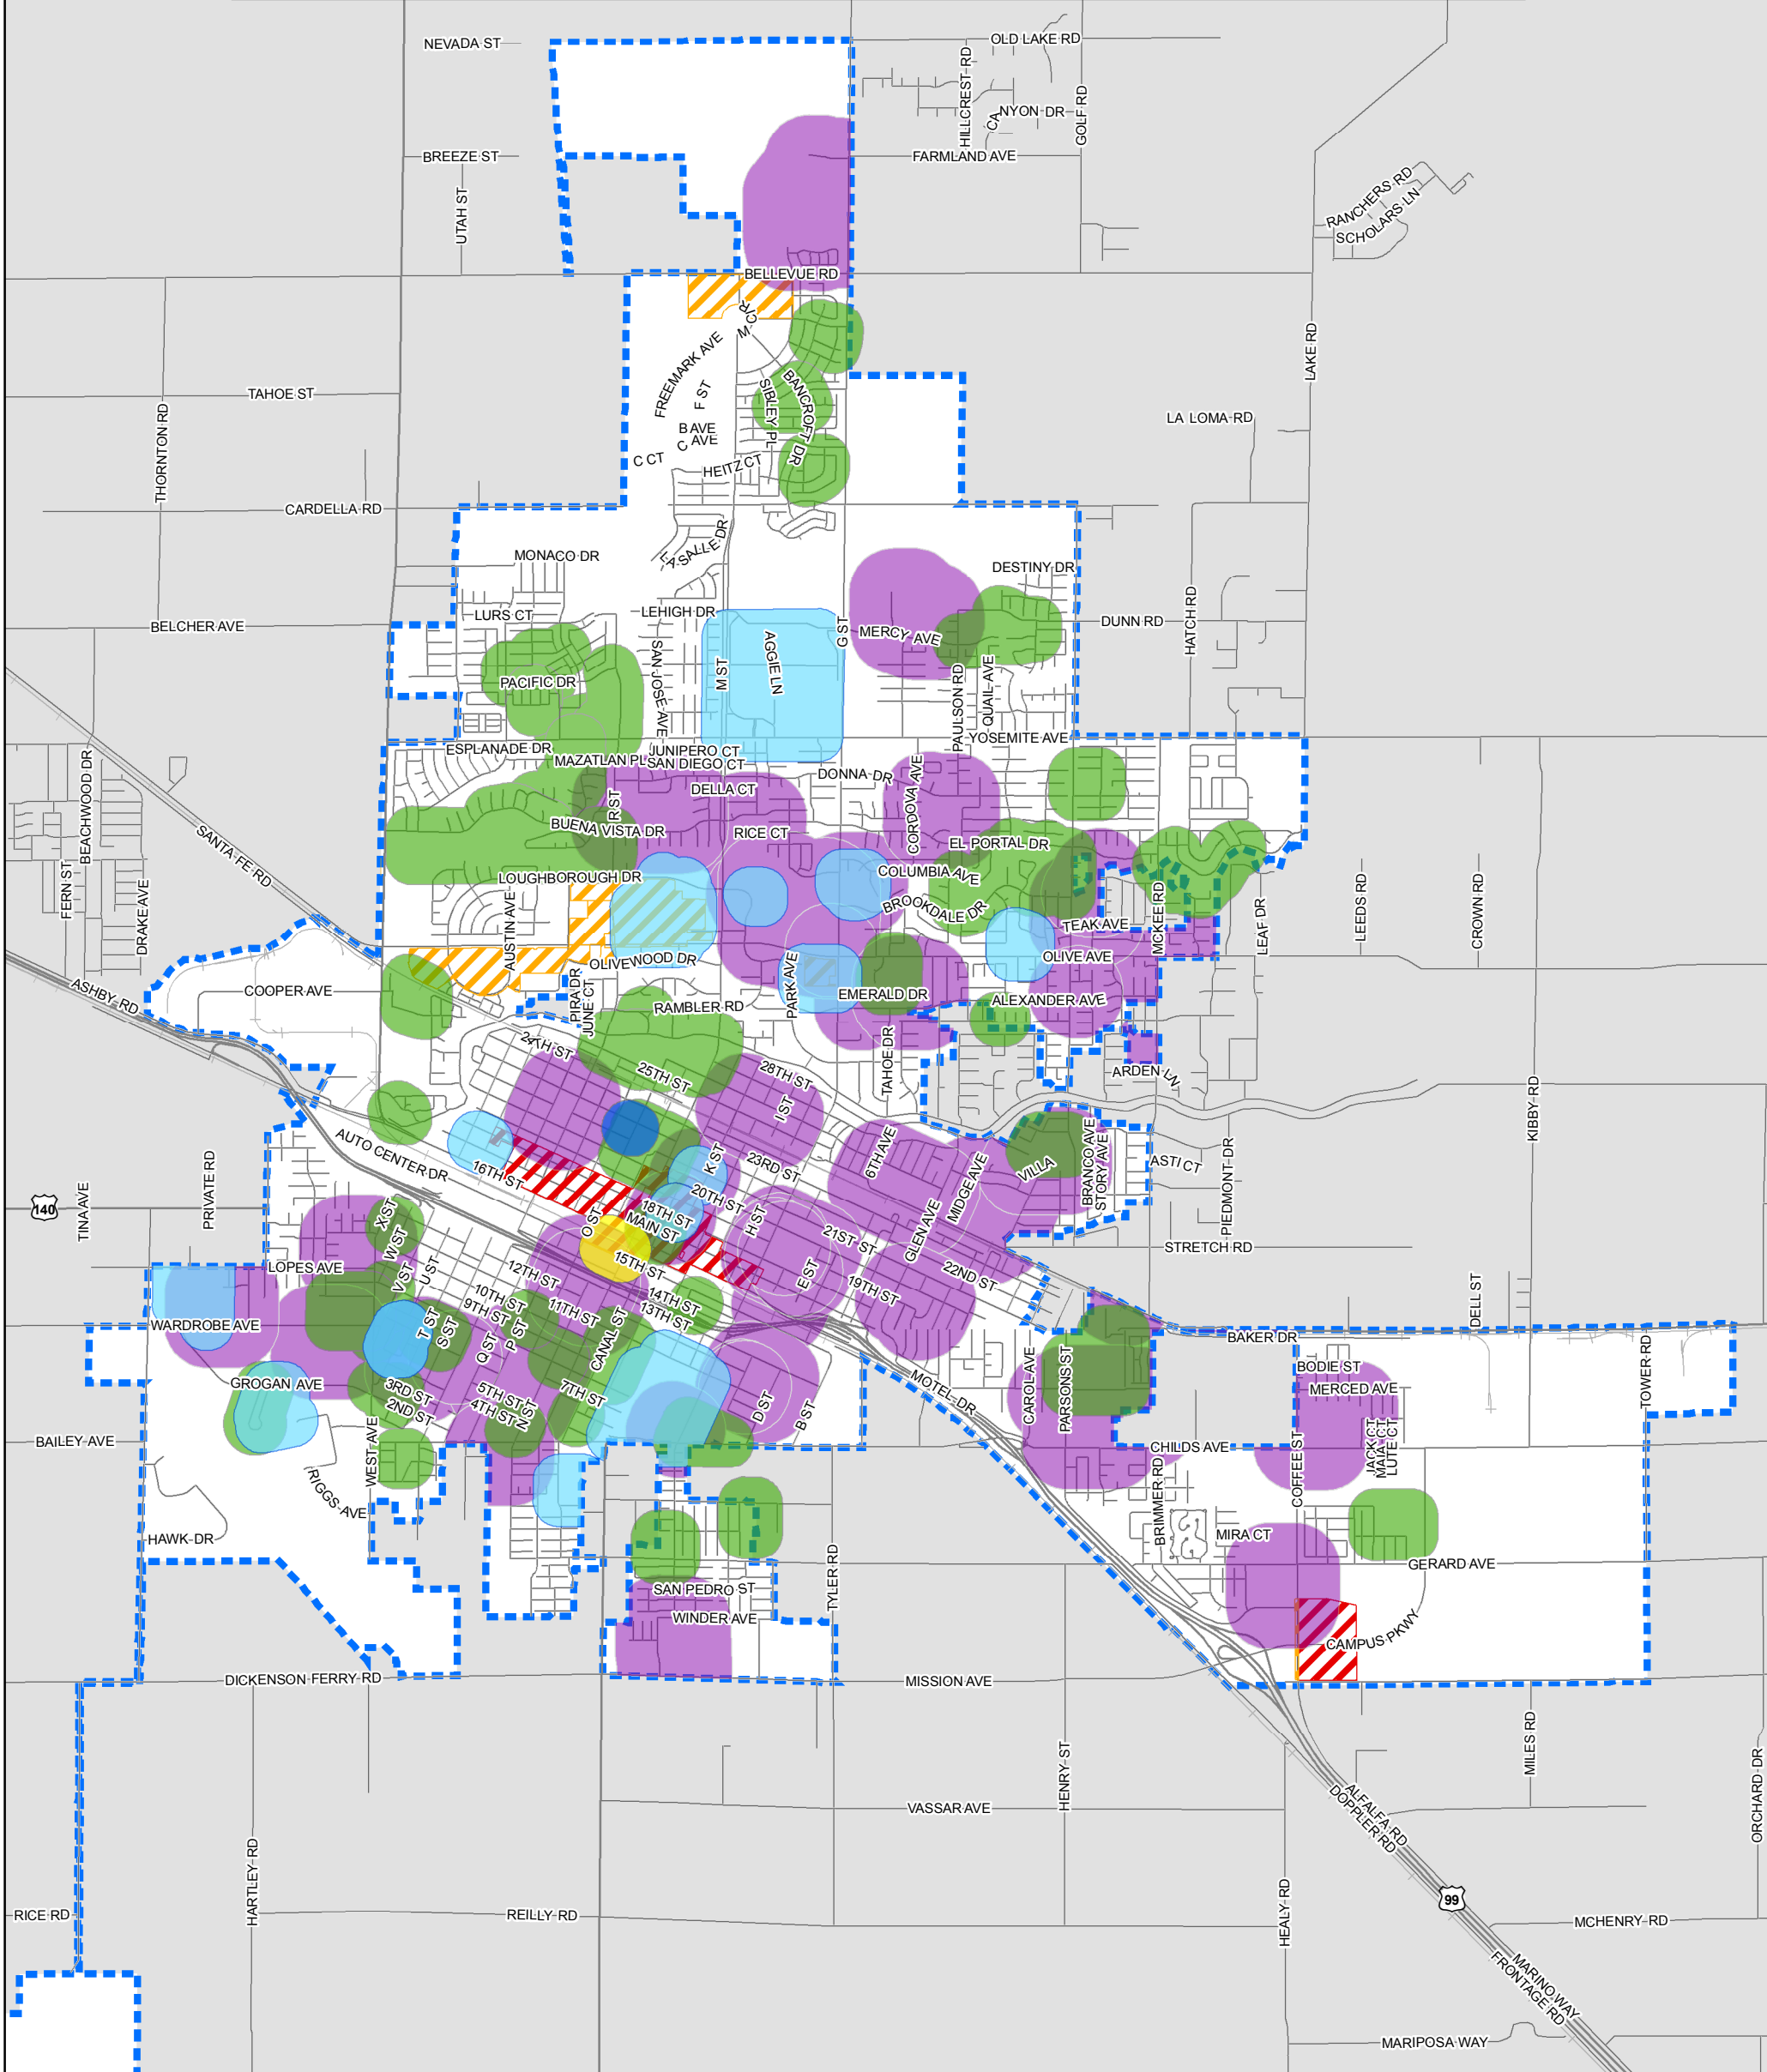 NEVADA ST
OLD LAKE RD
HILLCREST RD
CANYON DR
GOLF RD
BREEZE ST
FARMLAND AVE
UTAH ST
RANCHERS RD
SCHOLARS LN
BELLEVUE RD
M CIR
FREEMARK AVE
LAKE RD
TAHOE ST
F ST
SIBLEY PL
BANCROFT DR
THORNTON RD
LA LOMA RD
B AVE
C AVE
C CT
HEITZ CT
CARDELLA RD
LA SALLE DR
MONACO DR
DESTINY DR
LURS CT
LEHIGH DR
HATCH RD
BELCHER AVE
G ST
MERCY AVE
DUNN RD
SAN JOSE AVE
M ST
AGGIE LN
PACIFIC DR
PAULSON RD
QUAIL AVE
ESPLANADE DR
JUNIPERO CT
YOSEMITE AVE
MAZATLAN PL
SAN DIEGO CT
BEACHWOOD DR
DONNA DR
DELLA CT
CORDOVA AVE
R ST
SANTA FE RD
BUENA VISTA DR
RICE CT
EL PORTAL DR
FERN ST
DRAKE AVE
LOUGHBOROUGH DR
COLUMBIA AVE
AUSTIN AVE
BROOKDALE DR
TEAK AVE
MCKEE RD
LEAF DR
LEEDS RD
CROWN RD
OLIVEWOOD DR
OLIVE AVE
ASHBY RD
COOPER AVE
PIRA DR
JUNE CT
PARK AVE
EMERALD DR
ALEXANDER AVE
RAMBLER RD
24TH ST
25TH ST
28TH ST
TAHOE DR
ARDEN LN
KIBBY RD
I ST
AUTO CENTER DR
16TH ST
K ST
23RD ST
6TH AVE
MIDGE AVE
VILLA
BRANCO AVE
STORY AVE
ASTI CT
PIEDMONT DR
140
TINA AVE
PRIVATE RD
X ST
W ST
V ST
U ST
O ST
20TH ST
18TH ST
MAIN ST
H ST
21ST ST
GLEN AVE
STRETCH RD
LOPES AVE
15TH ST
12TH ST
E ST
19TH ST
22ND ST
10TH ST
9TH ST
11TH ST
14TH ST
13TH ST
DELL ST
WARDROBE AVE
T ST
S ST
Q ST
P ST
CANAL ST
BAKER DR
GROGAN AVE
3RD ST
2ND ST
5TH ST
4TH ST
N ST
7TH ST
D ST
B ST
MOTEL DR
CAROL AVE
PARSONS ST
BODIE ST
MERCED AVE
TOWER RD
BAILEY AVE
WEST AVE
RIGGS AVE
CHILDS AVE
COFFEE ST
JACK CT
MAIA CT
LUTE CT
BRIMMER RD
HAWK DR
MIRA CT
GERARD AVE
SAN PEDRO ST
WINDER AVE
TYLER RD
CAMPUS PKWY
DICKENSON FERRY RD
MISSION AVE
HENRY ST
MILES RD
VASSAR AVE
ALFALFA RD
DOPPLER RD
ORCHARD DR
HARTLEY RD
RICE RD
REILLY RD
HEALY RD
99
MCHENRY RD
MARINO WAY
FRONTAGE RD
MARIPOSA WAY